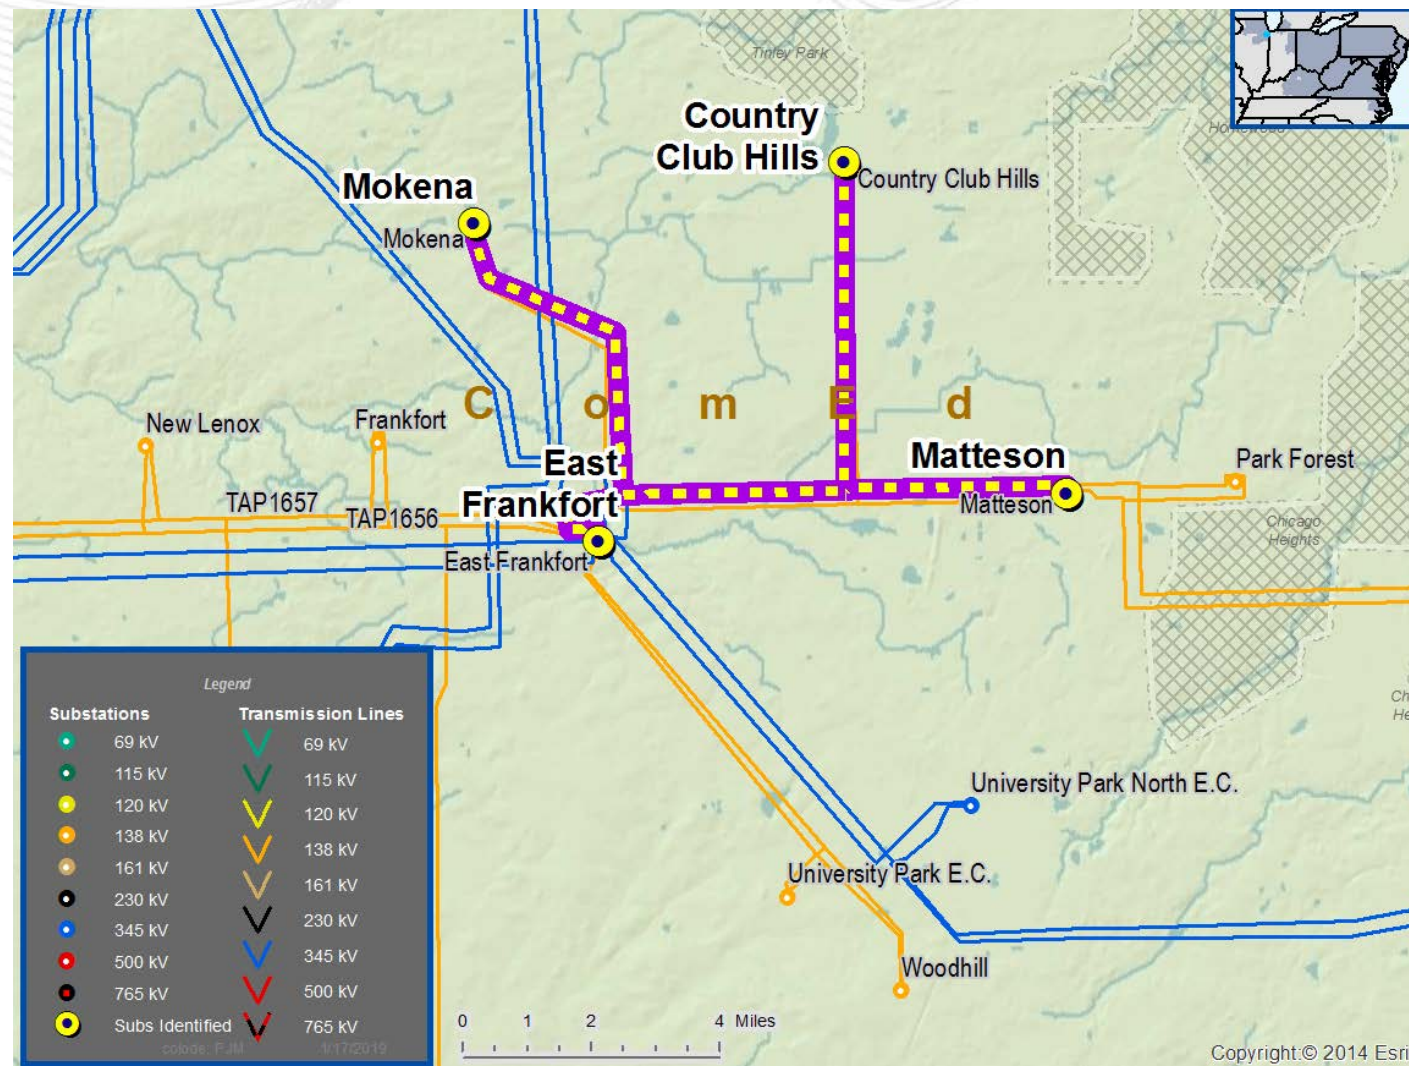 Tinley Park
Country
Club Hills
Country Club Hills
Mokena
Mokena
C o m E d
New Lenox
Frankfort
East
Frankfort
Matteson
Matteson
Park Forest
TAP1657
TAP1656
East Frankfort
Chicago
Heights
Legend
Substations
Transmission Lines
69 kV
69 kV
115 kV
115 kV
120 kV
120 kV
138 kV
138 kV
161 kV
161 kV
230 kV
230 kV
345 kV
345 kV
500 kV
500 kV
765 kV
765 kV
Subs Identified
1/17/2019
University Park North E.C.
University Park E.C.
Woodhill
0 1 2 4 Miles
Copyright:© 2014 Esri